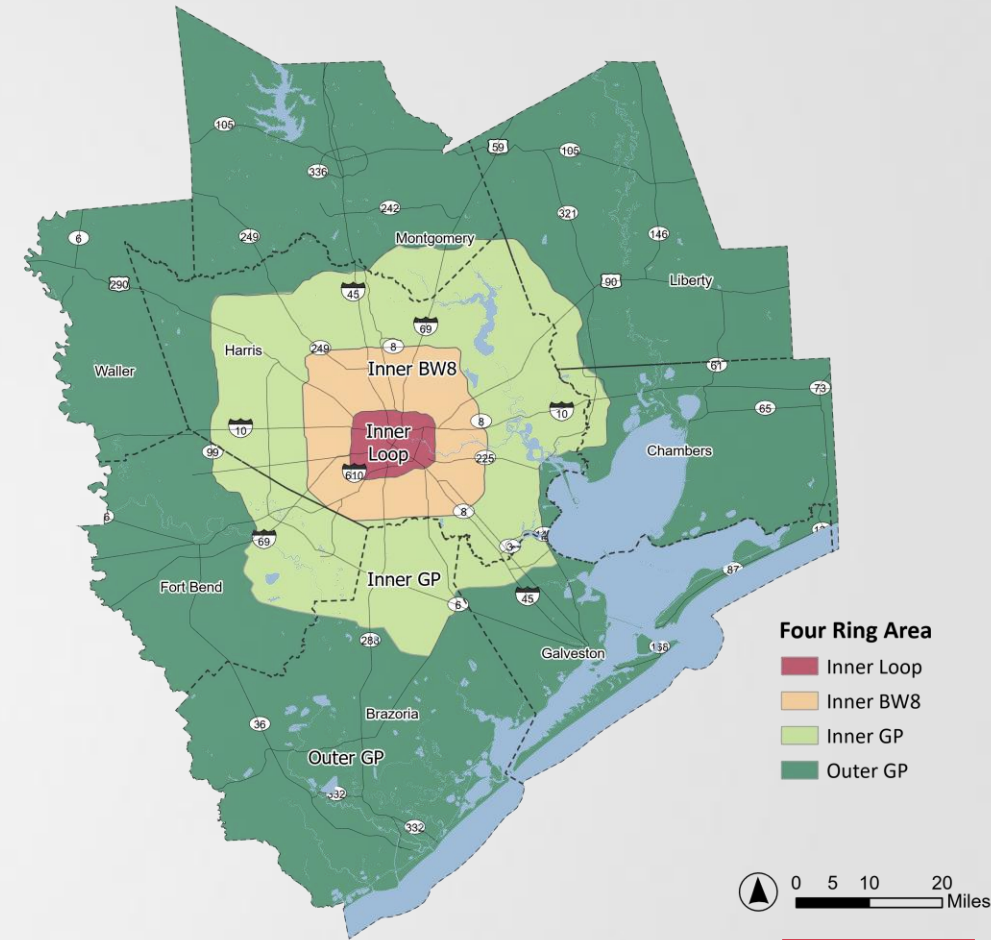 105
59
105
336
242
321
6
249
146
Montgomery
290
90
Liberty
45
69
249
8
Harris
Inner BW8
61
Waller
73
10
65
10
8
Inner
Loop
99
Chambers
225
610
8
6
69
3
87
Inner GP
Fort Bend
45
6
288
Galveston
Four Ring Area
Inner Loop
Inner BW8
Inner GP
Outer GP
Brazoria
36
Outer GP
332
332
0 5 10 20
Miles